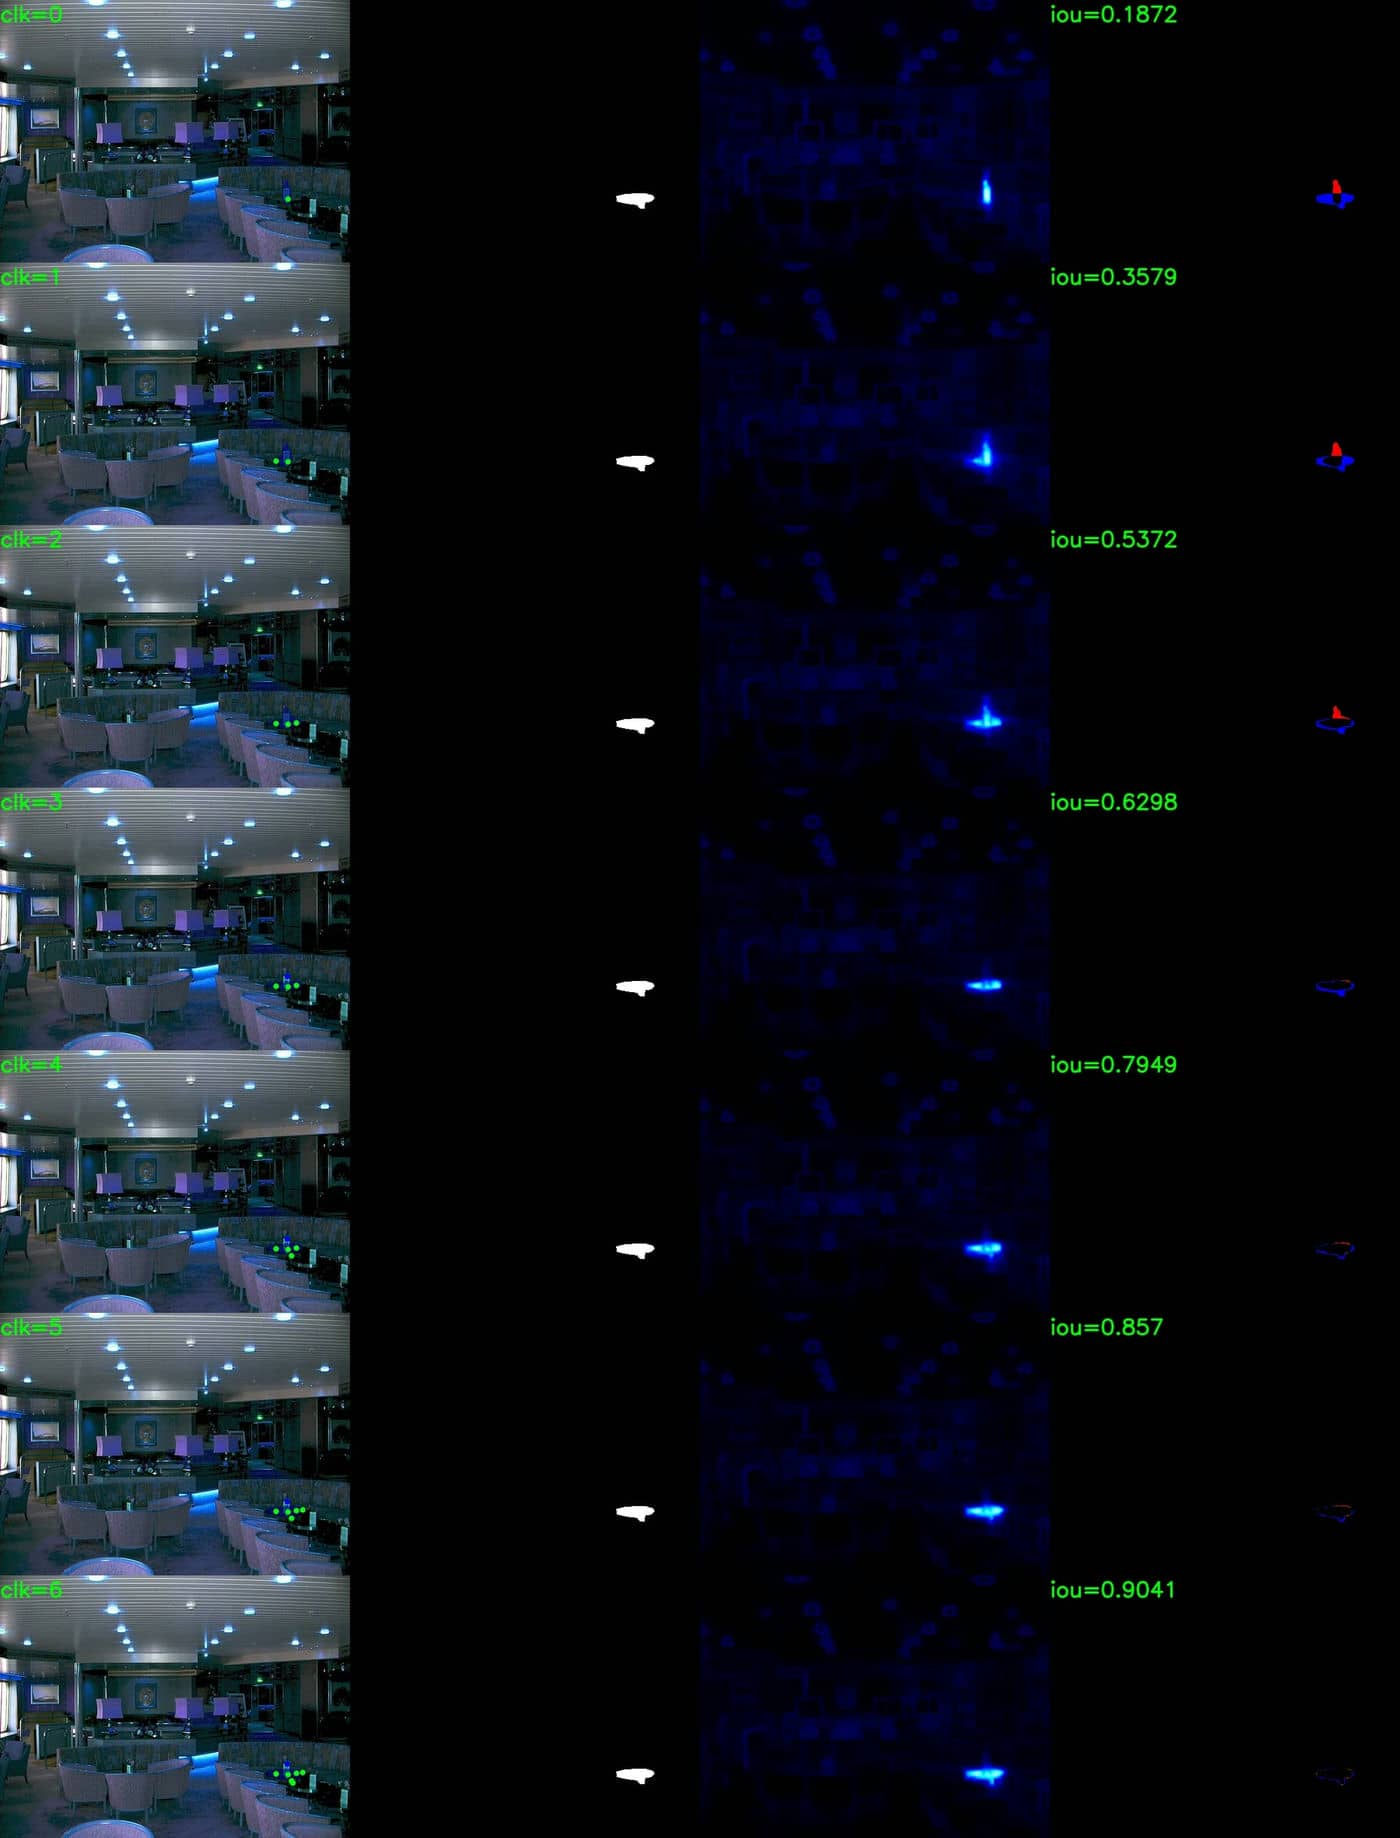 clk=0
iou=0.1872
clk=1
iou=0.3579
clk=2
iou=0.5372
clk=3
iou=0.6298
clk=4
iou=0.7949
clk=5
iou=0.857
clk=6
iou=0.9041